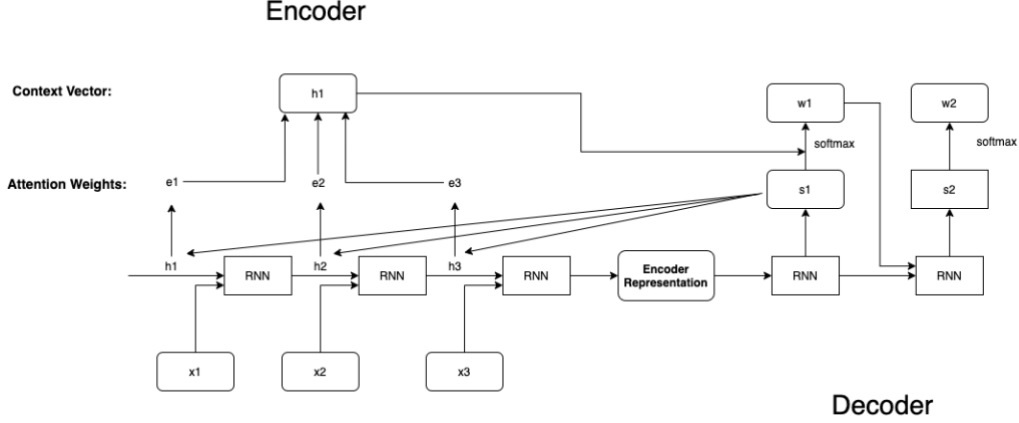 Encoder
Context Vector:
h1
w1
w2
softmax
softmax
Attention Weights:
e1
e2
e3
s1
s2
h1
RNN
h2
RNN
h3
RNN
Encoder
Representation
RNN
RNN
x1
x2
x3
Decoder